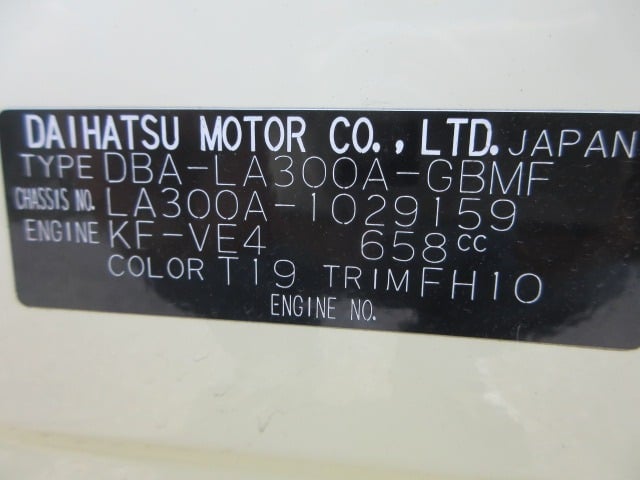 DAIHATSU MOTOR CO., LTD. JAPAN
TYPE DBA-LA300A-GBMF
CHASSIS NO. LA300A-1029159
ENGINE KF-VE4 658cc
COLOR T19 TRIM FH10
ENGINE NO.